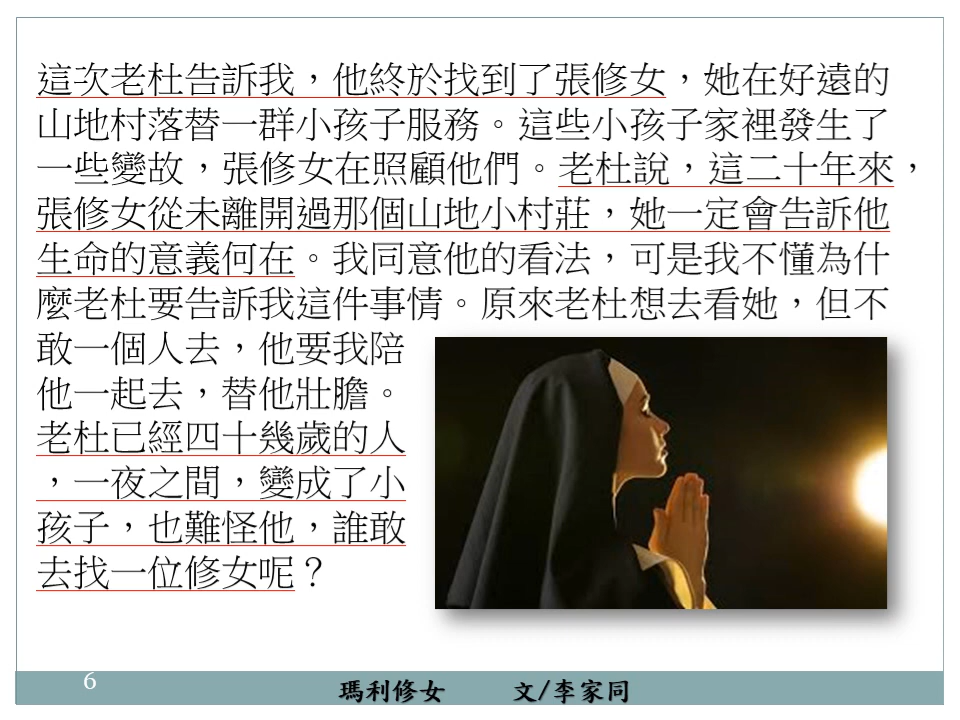 這次老杜告訴我，他終於找到了張修女，她在好遠的
山地村落替一群小孩子服務。這些小孩子家裡發生了
一些變故，張修女在照顧他們。老杜說，這二十年來，
張修女從未離開過那個山地小村莊，她一定會告訴他
生命的意義何在。我同意他的看法，可是我不懂為什
麼老杜要告訴我這件事情。原來老杜想去看她，但不
敢一個人去，他要我陪
他一起去，替他壯膽。
老杜已經四十幾歲的人
，一夜之間，變成了小
孩子，也難怪他，誰敢
去找一位修女呢？
6
瑪利修女 文/李家同